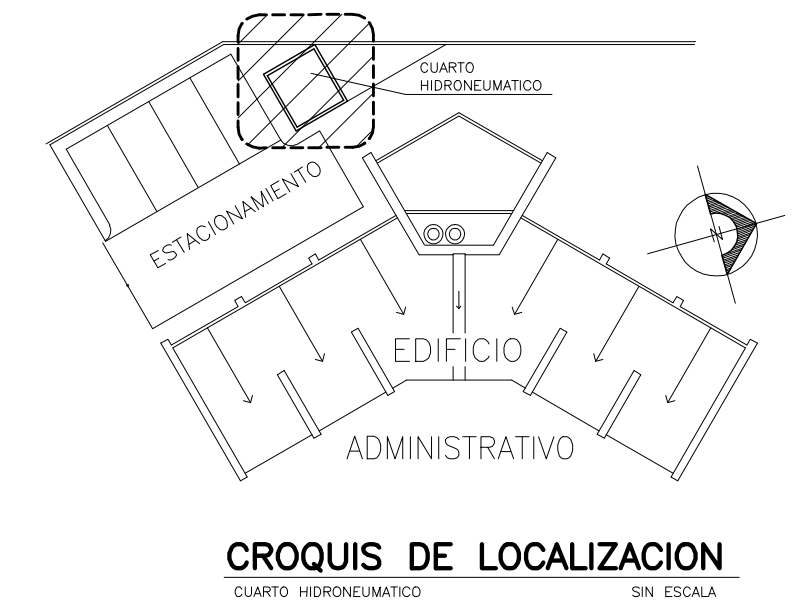 CUARTO
HIDRONEUMATICO
ESTACIONAMIENTO
N
EDIFICIO
ADMINISTRATIVO
CROQUIS DE LOCALIZACION
CUARTO HIDRONEUMATICO SIN ESCALA